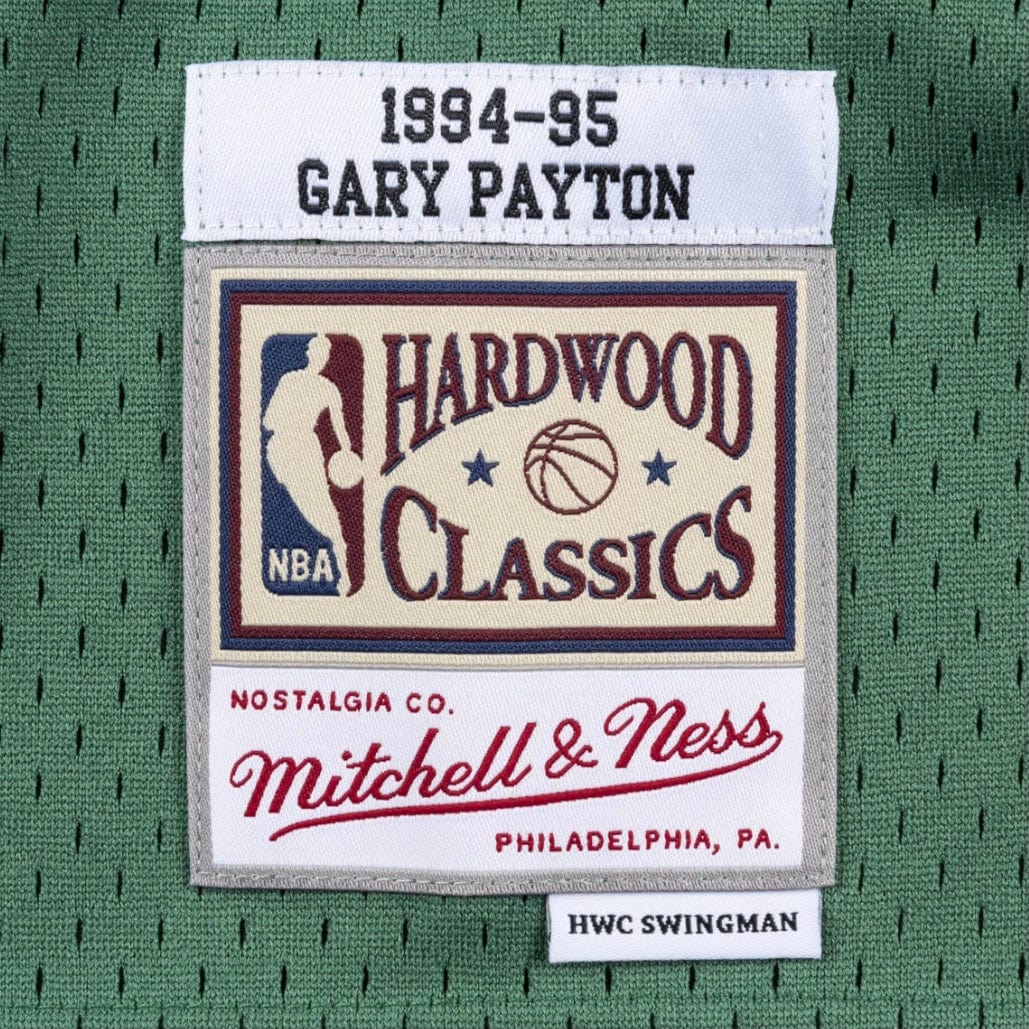 1994-95
GARY PAYTON
HARDWOOD
CLASSICS
NBA
NOSTALGIA CO.
Mitchell & Ness
PHILADELPHIA, PA.
HWC SWINGMAN